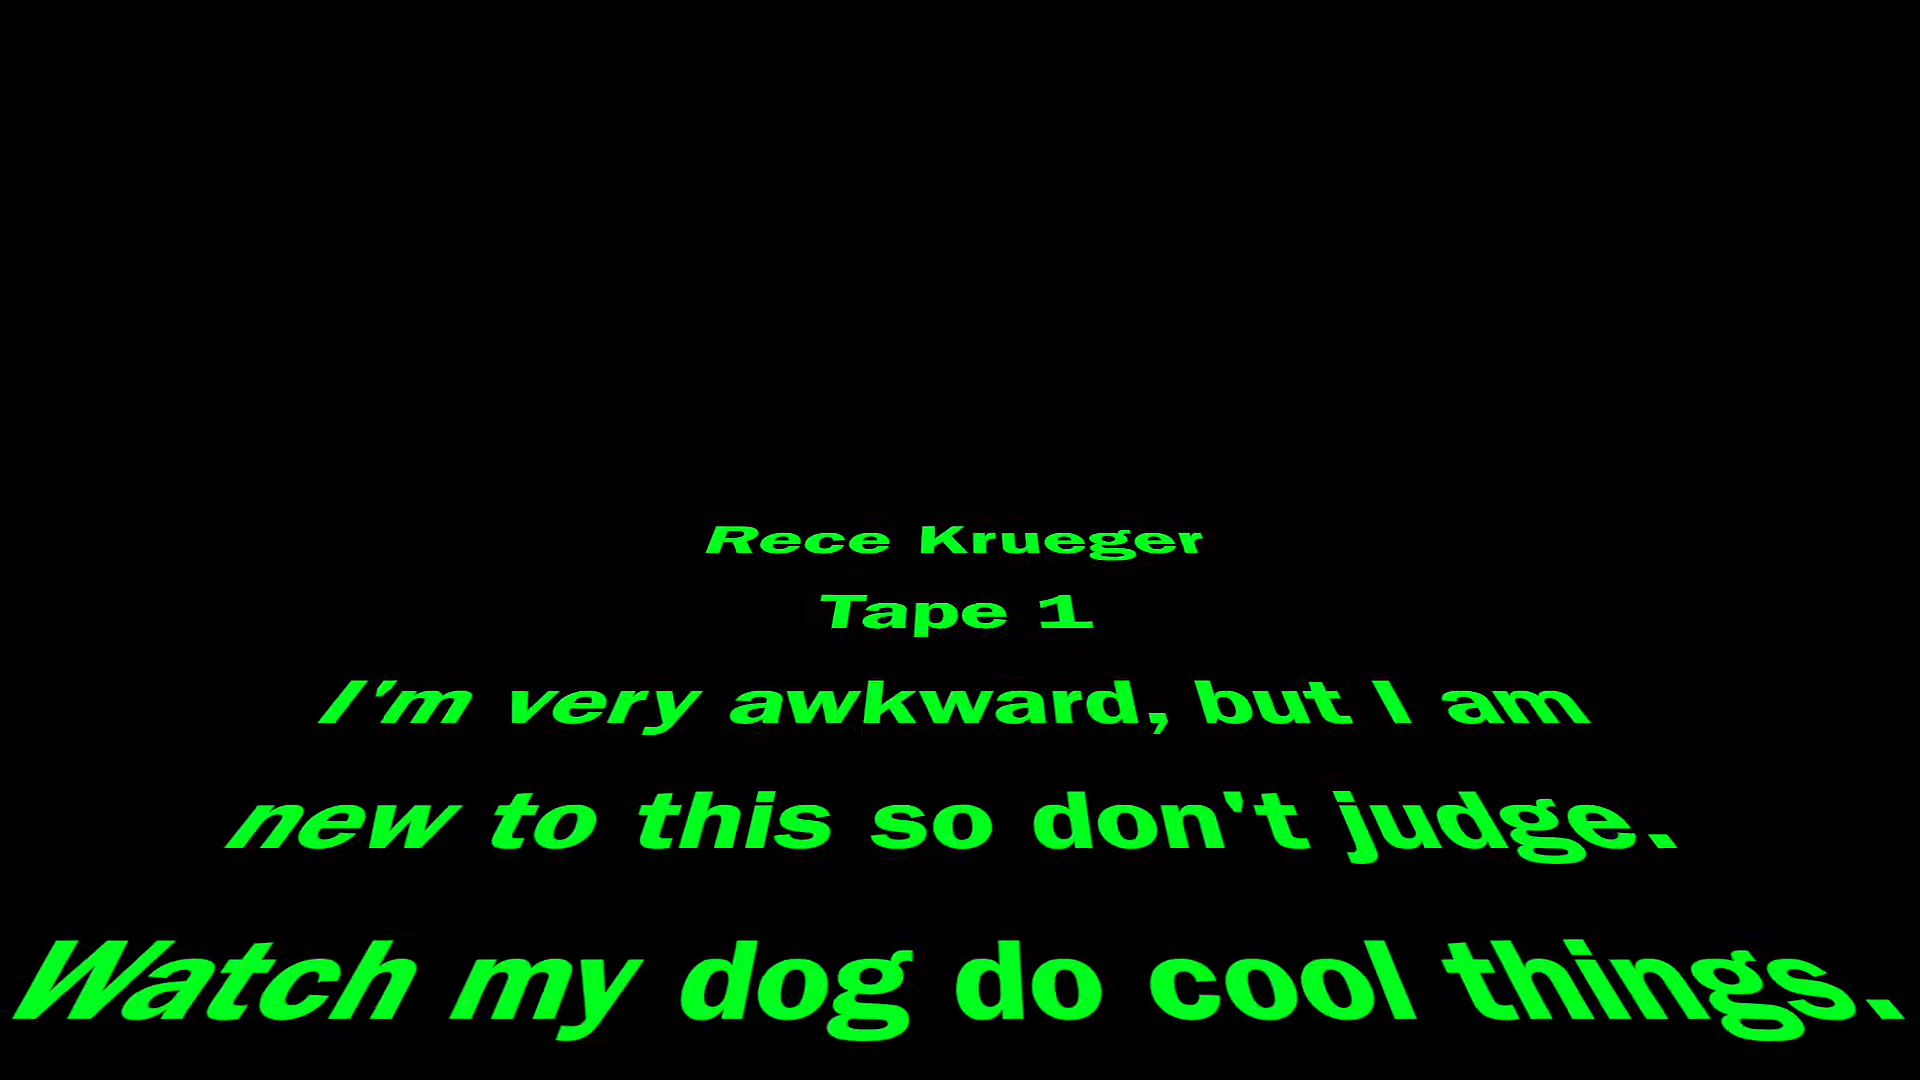 Rece Krueger
Tape 1
I'm very awkward, but I am
new to this so don't judge.
Watch my dog do cool things.